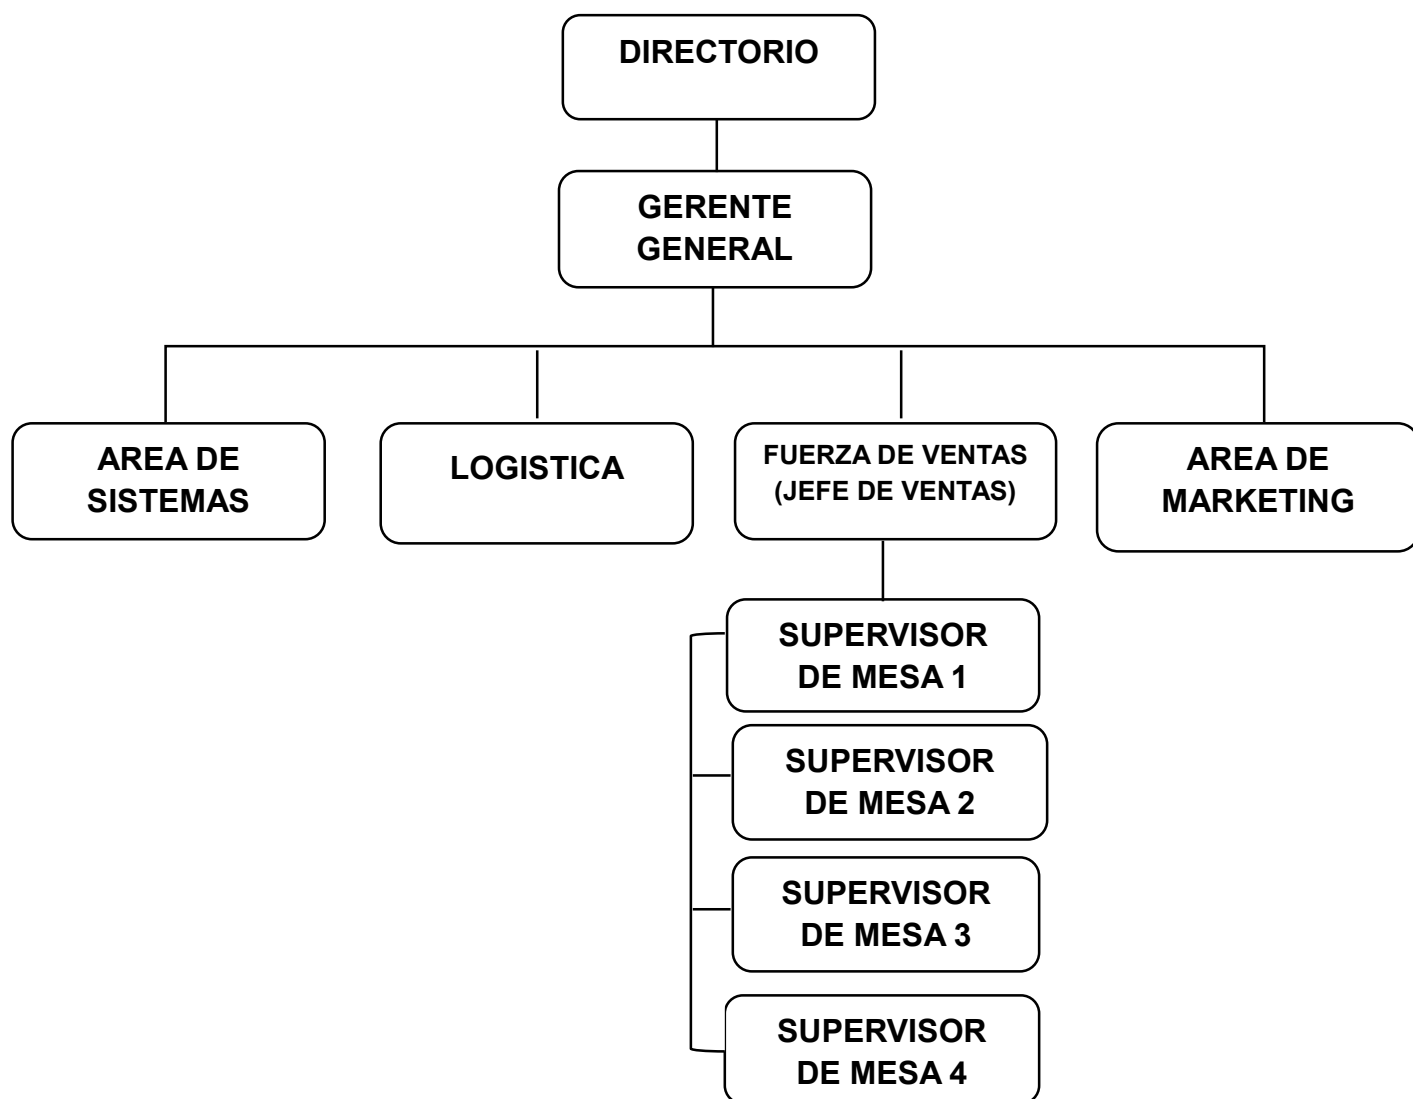 DIRECTORIO
GERENTE
GENERAL
AREA DE
SISTEMAS
LOGISTICA
FUERZA DE VENTAS
(JEFE DE VENTAS)
AREA DE
MARKETING
SUPERVISOR
DE MESA 1
SUPERVISOR
DE MESA 2
SUPERVISOR
DE MESA 3
SUPERVISOR
DE MESA 4